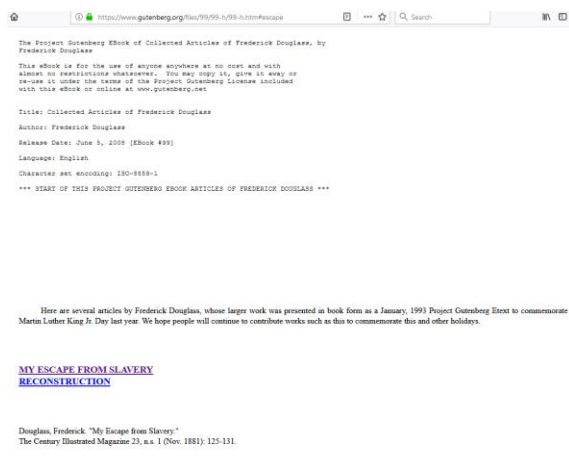 https://www.gutenberg.org/files/99/99-h/99-h.htm#escape
Search
The Project Gutenberg EBook of Collected Articles of Frederick Douglass, by
Frederick Douglass
This eBook is for the use of anyone anywhere at no cost and with
almost no restrictions whatsoever. You may copy it, give it away or
re-use it under the terms of the Project Gutenberg License included
with this eBook or online at www.gutenberg.net
Title: Collected Articles of Frederick Douglass
Author: Frederick Douglass
Release Date: June 5, 2008 [EBook #99]
Language: English
Character set encoding: ISO-8859-1
*** START OF THIS PROJECT GUTENBERG EBOOK ARTICLES OF FREDERICK DOUGLASS ***
Here are several articles by Frederick Douglass, whose larger work was presented in book form as a January, 1993 Project Gutenberg Etext to commemorate
Martin Luther King Jr. Day last year. We hope people will continue to contribute works such as this to commemorate this and other holidays.
MY ESCAPE FROM SLAVERY
RECONSTRUCTION
Douglass, Frederick. "My Escape from Slavery."
The Century Illustrated Magazine 23, n.s. 1 (Nov. 1881): 125-131.